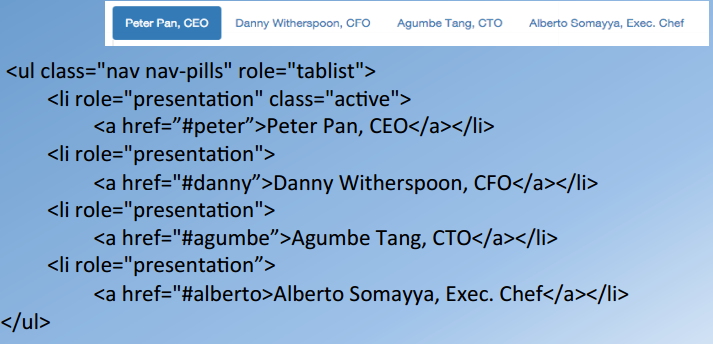 Peter Pan, CEO Danny Witherspoon, CFO Agumbe Tang, CTO Alberto Somayya, Exec. Chef
<ul class="nav nav-pills" role="tablist">
<li role="presentation" class="active">
<a href=”#peter”>Peter Pan, CEO</a></li>
<li role="presentation">
<a href="#danny”>Danny Witherspoon, CFO</a></li>
<li role="presentation">
<a href="#agumbe”>Agumbe Tang, CTO</a></li>
<li role="presentation”>
<a href="#alberto>Alberto Somayya, Exec. Chef</a></li>
</ul>